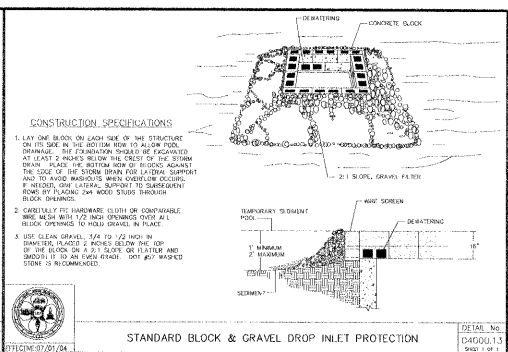 DEWATERING
CONCRETE BLOCK
2:1 SLOPE, GRAVEL FILTER
CONSTRUCTION SPECIFICATIONS
1. LAY ONE BLOCK ON EACH SIDE OF THE STRUCTURE
ON ITS SIDE IN THE BOTTOM ROW TO ALLOW POOL
DRAINAGE. THE FOUNDATION SHOULD BE EXCAVATED
AT LEAST 2 INCHES BELOW THE CREST OF THE STORM
DRAIN. PLACE THE BOTTOM ROW OF BLOCKS AGAINST
THE EDGE OF THE STORM DRAIN FOR LATERAL SUPPORT
AND TO AVOID WASHOUTS WHEN OVERFLOW OCCURS.
IF NEEDED, GIVE LATERAL SUPPORT TO SUBSEQUENT
ROWS BY PLACING 2x4 WOOD STUDS THROUGH
BLOCK OPENINGS.
2. CAREFULLY FIT HARDWARE CLOTH OR COMPARABLE
WIRE MESH WITH 1/2 INCH OPENINGS OVER ALL
BLOCK OPENINGS TO HOLD GRAVEL IN PLACE.
3. USE CLEAN GRAVEL, 3/4 TO 1/2 INCH IN
DIAMETER, PLACED 2 INCHES BELOW THE TOP
OF THE BLOCK ON A 2:1 SLOPE OR FLATTER AND
SMOOTH IT TO AN EVEN GRADE. DOT #57 WASHED
STONE IS RECOMMENDED.
WIRE SCREEN
TEMPORARY SEDIMENT
POOL
DEWATERING
1' MINIMUM
2' MAXIMUM
16"
SEDIMENT
EFFECTIVE:07/01/04
STANDARD BLOCK & GRAVEL DROP INLET PROTECTION
DETAIL No.
D4000.13
SHEET 1 OF 1